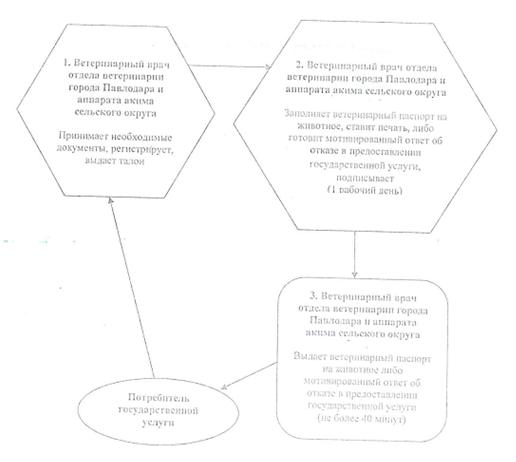 1. Ветеринарный врач
отдела ветеринарии
города Павлодара и
аппарата акима
сельского округа
Принимает необходимые
документы, регистрирует,
выдает талон
2. Ветеринарный врач отдела
ветеринарии города Павлодара и
аппарата акима сельского округа
Заполняет ветеринарный паспорт на
животное, ставит печать, либо
готовит мотивированный ответ об
отказе в предоставлении
государственной услуги,
подписывает
(1 рабочий день)
3. Ветеринарный врач
отдела ветеринарии города
Павлодара и аппарата
акима сельского округа
Выдает ветеринарный паспорт
на животное либо
мотивированный ответ об
отказе в предоставлении
государственной услуги
(не более 40 минут)
Потребитель
государственной
услуги